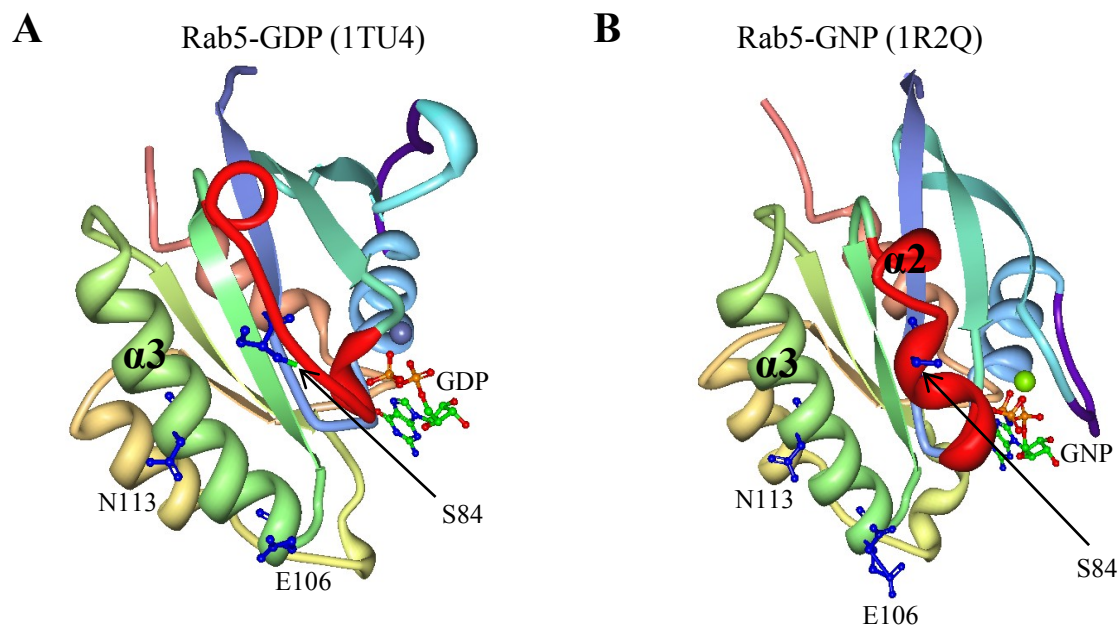 A
Rab5-GDP (1TU4)
α3
GDP
N113
S84
E106
B
Rab5-GNP (1R2Q)
α2
α3
GNP
N113
S84
E106